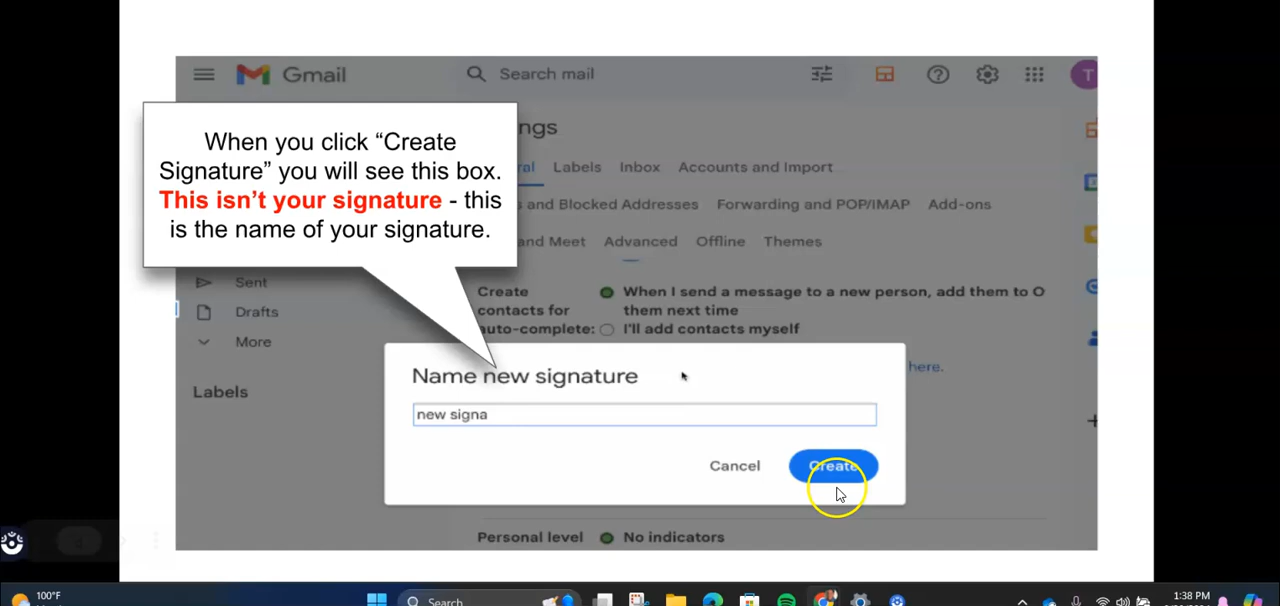 Gmail
Search mail
T
When you click “Create
Signature” you will see this box.
This isn’t your signature - this
is the name of your signature.
ngs
ral Labels Inbox Accounts and Import
s and Blocked Addresses Forwarding and POP/IMAP Add-ons
and Meet Advanced Offline Themes
Sent
Drafts
More
Labels
Create
contacts for
auto-complete:
When I send a message to a new person, add them to O
them next time
I'll add contacts myself
here.
Name new signature
new signa
Cancel
Create
Personal level
No indicators
100°F
Search
1:38 PM